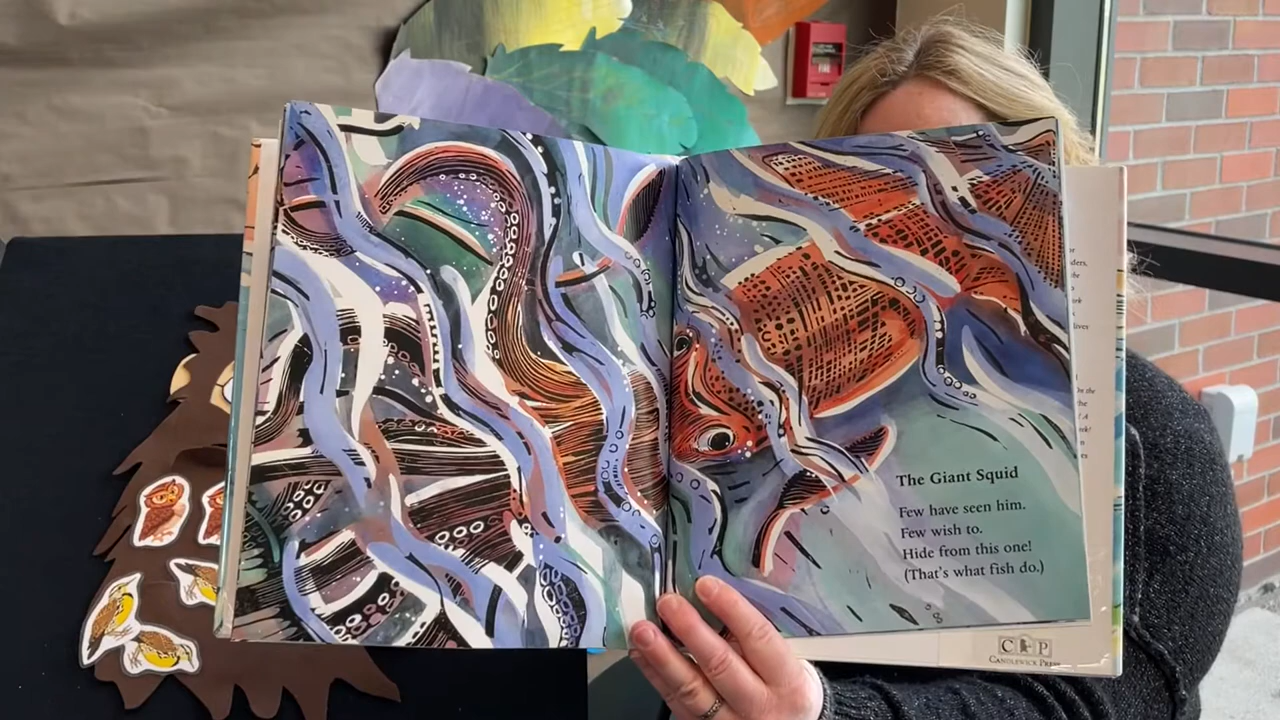 The Giant Squid
Few have seen him.
Few wish to.
Hide from this one!
(That's what fish do.)
CANDLEWICK PRESS